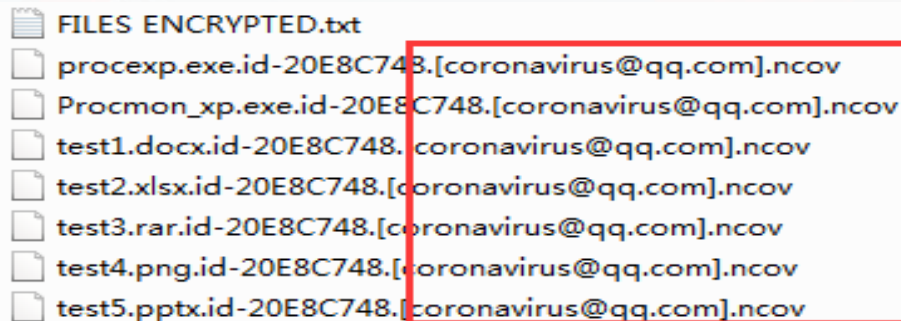 FILES ENCRYPTED.txt
procexp.exe.id-20E8C748.[coronavirus@qq.com].ncov
Procmon_xp.exe.id-20E8C748.[coronavirus@qq.com].ncov
test1.docx.id-20E8C748.[coronavirus@qq.com].ncov
test2.xlsx.id-20E8C748.[coronavirus@qq.com].ncov
test3.rar.id-20E8C748.[coronavirus@qq.com].ncov
test4.png.id-20E8C748.[coronavirus@qq.com].ncov
test5.pptx.id-20E8C748.[coronavirus@qq.com].ncov